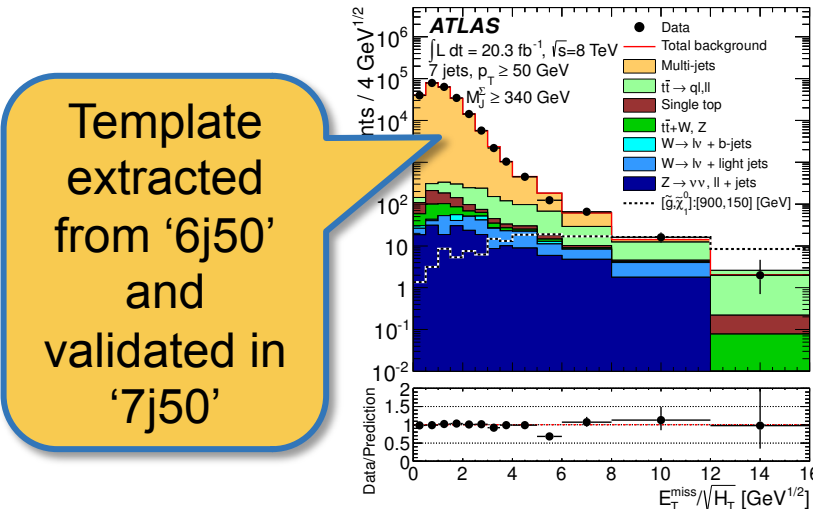 Template
extracted
from ‘6j50’
and
validated in
‘7j50’
ATLAS
∫L dt = 20.3 fb⁻¹, √s=8 TeV
7 jets, p_T ≥ 50 GeV
M_J^Σ ≥ 340 GeV
Data
Total background
Multi-jets
tt̄ → ql,ll
Single top
tt̄+W, Z
W→ lν + b-jets
W→ lν + light jets
Z→ νν, ll + jets
[g̃,χ̃₁⁰]:[900,150] [GeV]
/ 4 GeV^1/2
10⁶
10⁵
10⁴
10³
10²
10
1
10⁻¹
10⁻²
Data/Prediction
2
1.5
1
0.5
0
0 2 4 6 8 10 12 14 16
E_T^miss/√H_T [GeV^1/2]